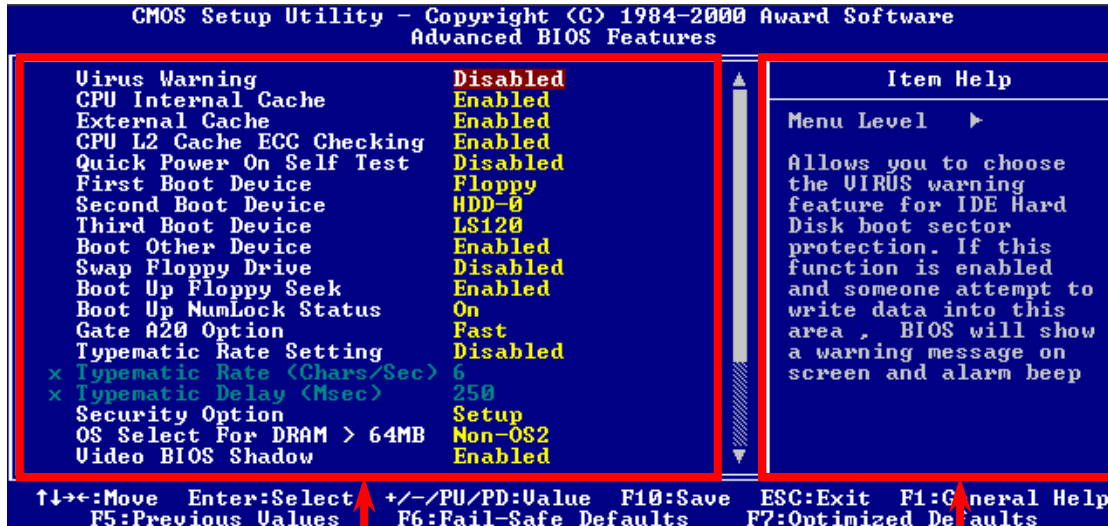 CMOS Setup Utility – Copyright (C) 1984-2000 Award Software
Advanced BIOS Features
Virus Warning Disabled
CPU Internal Cache Enabled
External Cache Enabled
CPU L2 Cache ECC Checking Enabled
Quick Power On Self Test Disabled
First Boot Device Floppy
Second Boot Device HDD-0
Third Boot Device LS120
Boot Other Device Enabled
Swap Floppy Drive Disabled
Boot Up Floppy Seek Enabled
Boot Up NumLock Status On
Gate A20 Option Fast
Typematic Rate Setting Disabled
x Typematic Rate (Chars/Sec) 6
x Typematic Delay (Msec) 250
Security Option Setup
OS Select For DRAM > 64MB Non-OS2
Video BIOS Shadow Enabled
Item Help
Menu Level ▶
Allows you to choose
the VIRUS warning
feature for IDE Hard
Disk boot sector
protection. If this
function is enabled
and someone attempt to
write data into this
area , BIOS will show
a warning message on
screen and alarm beep
↑↓→←:Move Enter:Select +/-/PU/PD:Value F10:Save ESC:Exit F1:General Help
F5:Previous Values F6:Fail-Safe Defaults F7:Optimized Defaults